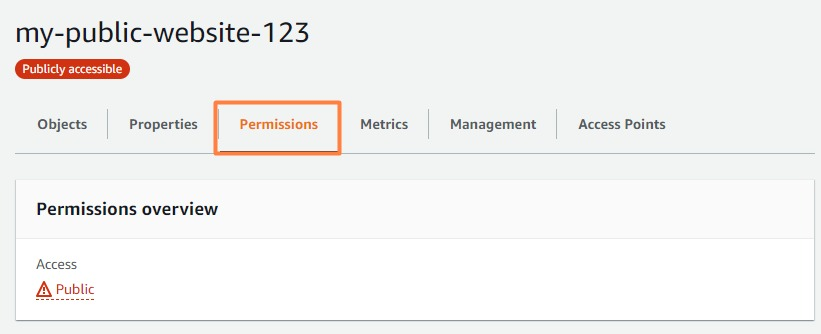 my-public-website-123
Publicly accessible
Objects Properties Permissions Metrics Management Access Points
Permissions overview
Access
Public